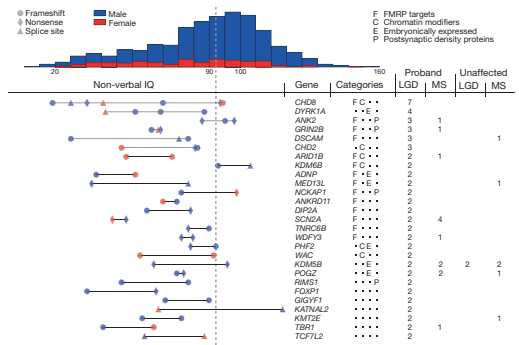 Frameshift
Nonsense
Splice site
Male
Female
F FMRP targets
C Chromatin modifiers
E Embryonically expressed
P Postsynaptic density proteins
20 90 100 160
Proband Unaffected
Non-verbal IQ Gene Categories LGD MS LGD MS
CHD8 F C • • 7
DYRK1A • • E • 4
ANK2 F • • P 3 1
GRIN2B F • • P 3 1
DSCAM F • • • 3 1
CHD2 • C • • 3
ARID1B F C • • 2 1
KDM6B F C • • 2
ADNP F • E • 2
MED13L F • E • 2 1
NCKAP1 F • • P 2
ANKRD11 F • • • 2
DIP2A F • • • 2
SCN2A F • • • 2 4
TNRC6B F • • • 2
WDFY3 F • • • 2 1
PHF2 • C E • 2
WAC • C • • 2
KDM5B • • E • 2 2 2 2
POGZ • • E • 2 2 1
RIMS1 • • • P 2
FOXP1 • • • • 2
GIGYF1 • • • • 2
KATNAL2 • • • • 2
KMT2E • • • • 2 1
TBR1 • • • • 2 1
TCF7L2 • • • • 2